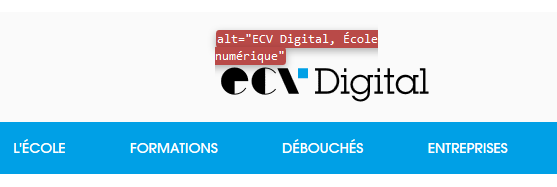 alt="ECV Digital, École
numérique"
ecv Digital
L'ÉCOLE FORMATIONS DÉBOUCHÉS ENTREPRISES